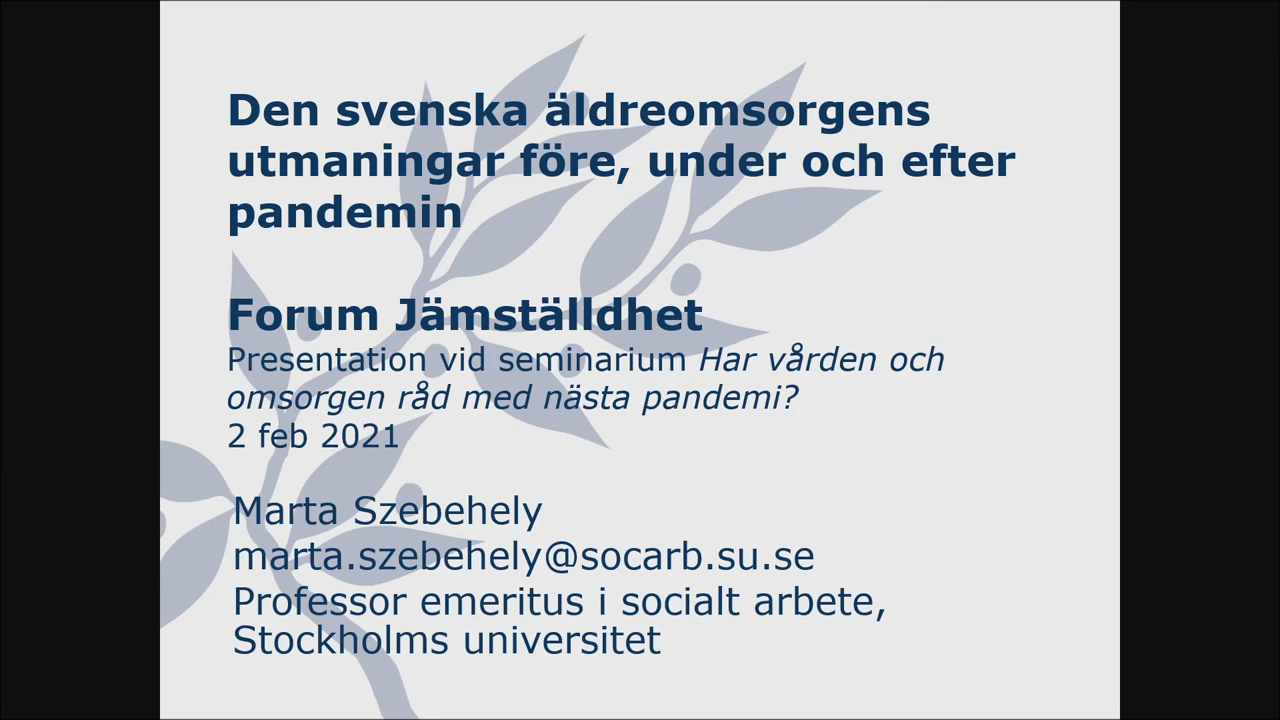 Den svenska äldreomsorgens
utmaningar före, under och efter
pandemin
Forum Jämställdhet
Presentation vid seminarium Har vården och
omsorgen råd med nästa pandemi?
2 feb 2021
Marta Szebehely
marta.szebehely@socarb.su.se
Professor emeritus i socialt arbete,
Stockholms universitet